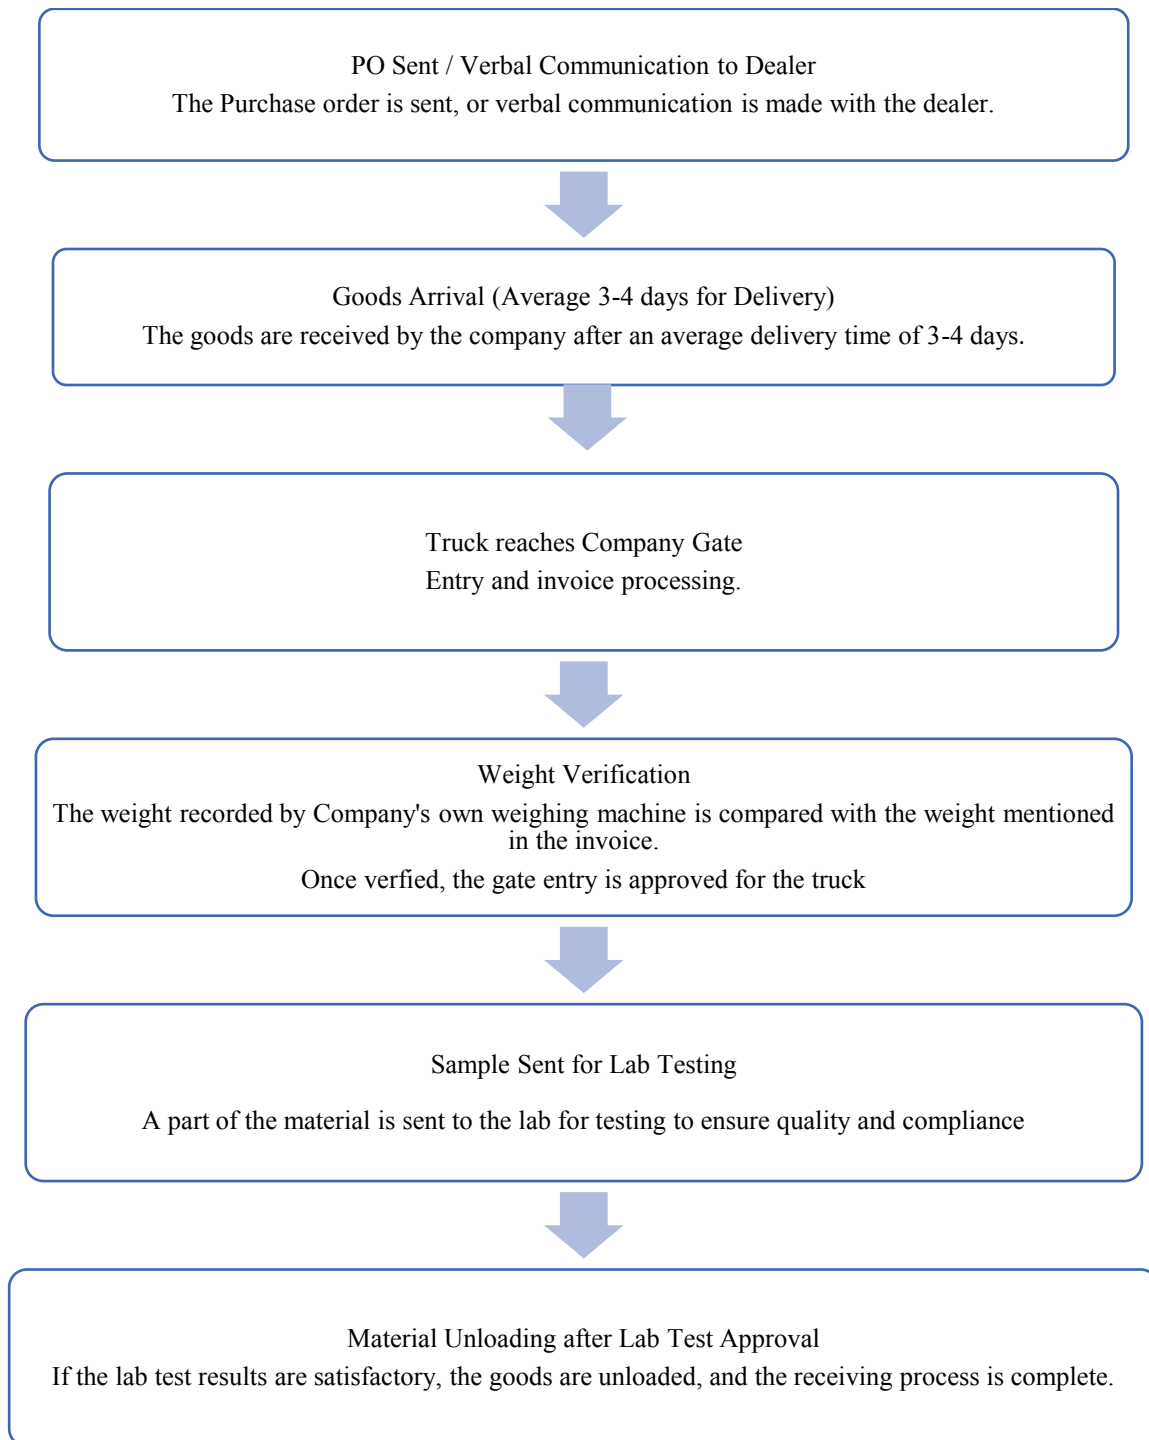 PO Sent / Verbal Communication to Dealer
The Purchase order is sent, or verbal communication is made with the dealer.
Goods Arrival (Average 3-4 days for Delivery)
The goods are received by the company after an average delivery time of 3-4 days.
Truck reaches Company Gate
Entry and invoice processing.
Weight Verification
The weight recorded by Company's own weighing machine is compared with the weight mentioned
in the invoice.
Once verfied, the gate entry is approved for the truck
Sample Sent for Lab Testing
A part of the material is sent to the lab for testing to ensure quality and compliance
Material Unloading after Lab Test Approval
If the lab test results are satisfactory, the goods are unloaded, and the receiving process is complete.